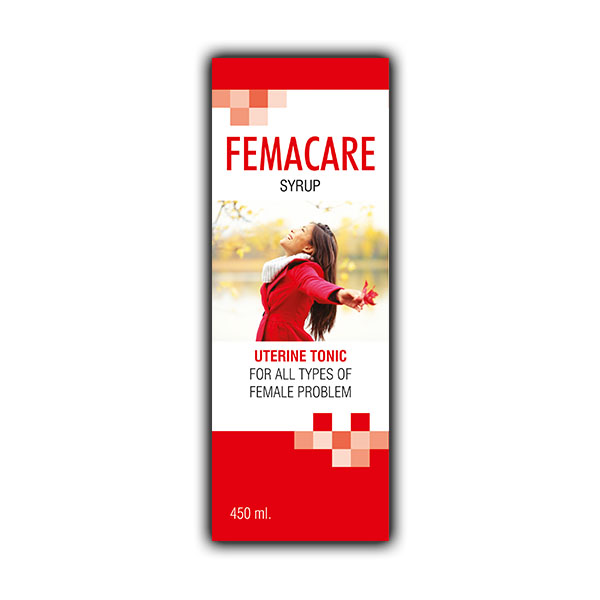 FEMACARE
SYRUP
UTERINE TONIC
FOR ALL TYPES OF
FEMALE PROBLEM
450 ml.